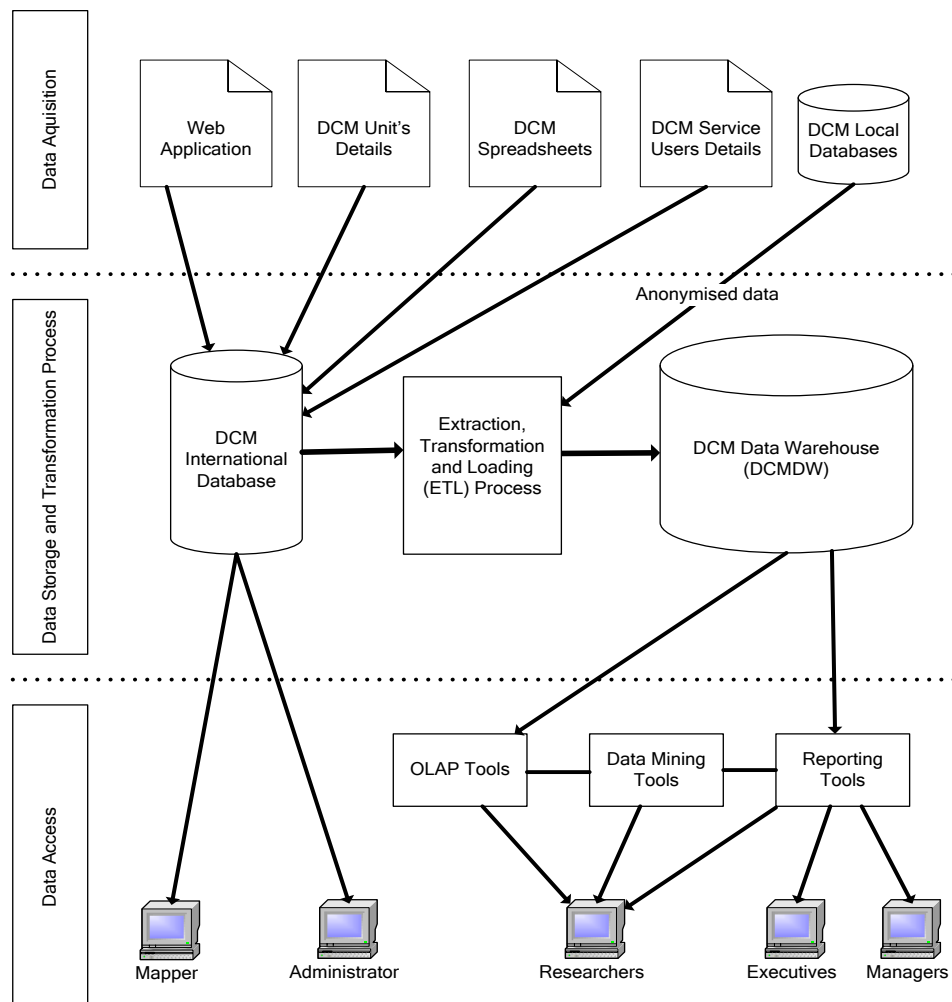 Data Aquisition
Web
Application
DCM Unit's
Details
DCM
Spreadsheets
DCM Service
Users Details
DCM Local
Databases
Data Storage and Transformation Process
Anonymised data
DCM
International
Database
Extraction,
Transformation
and Loading
(ETL) Process
DCM Data Warehouse
(DCMDW)
Data Access
OLAP Tools
Data Mining
Tools
Reporting
Tools
Mapper
Administrator
Researchers
Executives
Managers